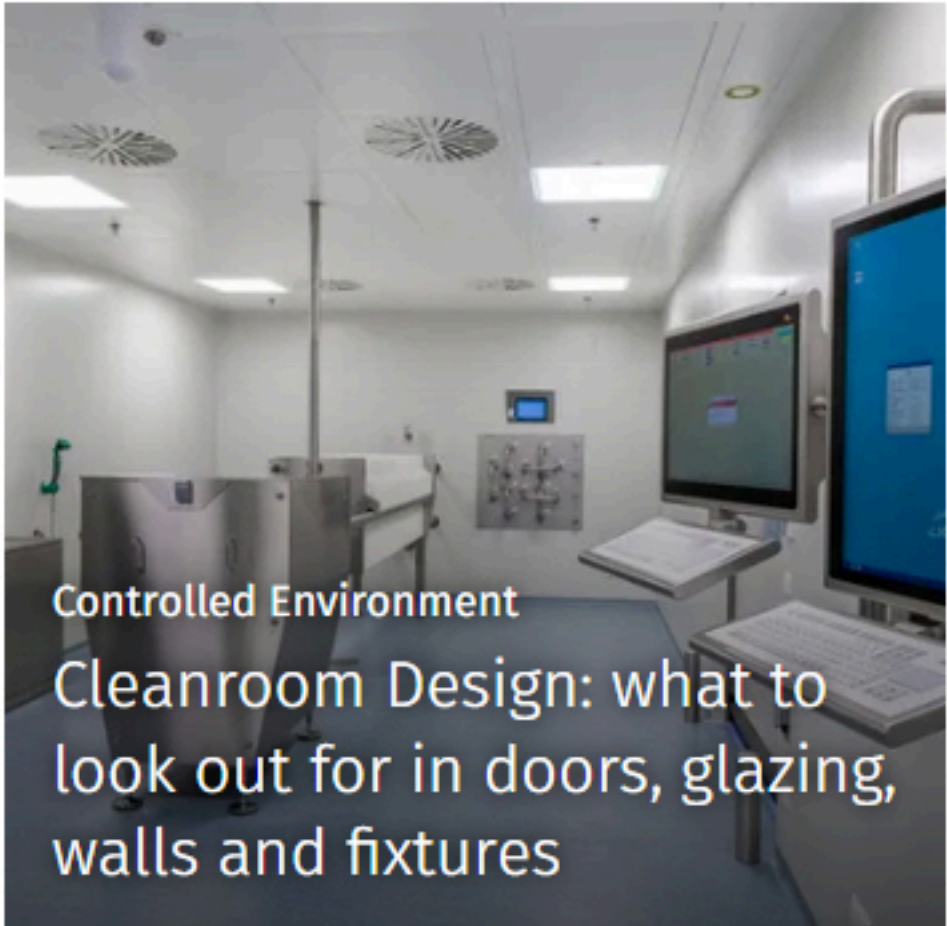 Controlled Environment
Cleanroom Design: what to
look out for in doors, glazing,
walls and fixtures